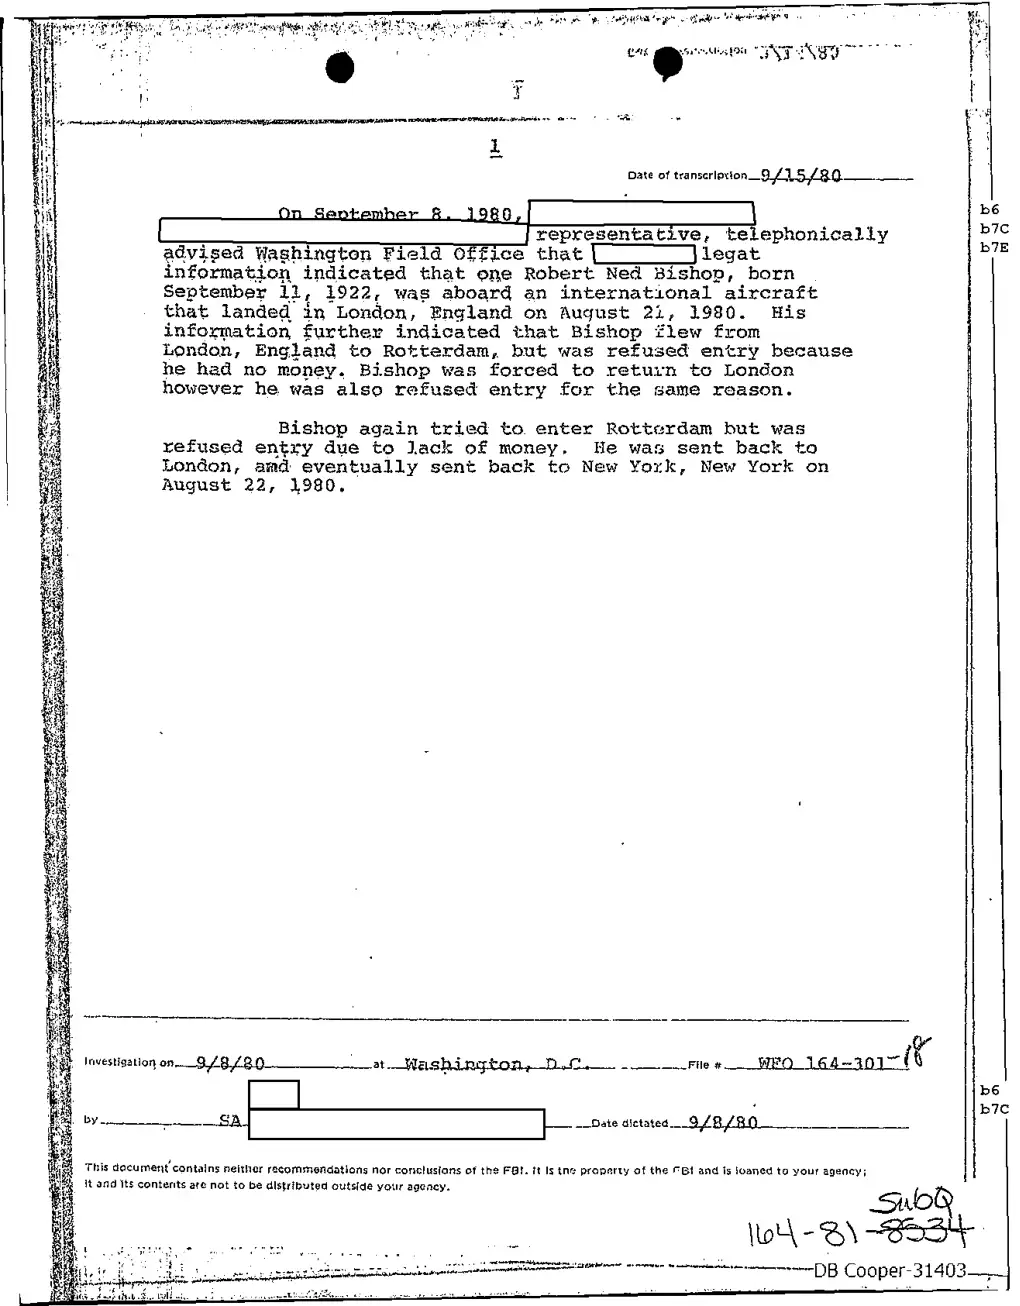 1
Date of transcription 9/15/80
On September 8, 1980,
representative, telephonically
b6
b7C
b7E
advised Washington Field Office that legat
information indicated that one Robert Ned Bishop, born
September 11, 1922, was aboard an international aircraft
that landed in London, England on August 21, 1980. His
information further indicated that Bishop flew from
London, England to Rotterdam, but was refused entry because
he had no money. Bishop was forced to return to London
however he was also refused entry for the same reason.
Bishop again tried to enter Rotterdam but was
refused entry due to lack of money. He was sent back to
London, and eventually sent back to New York, New York on
August 22, 1980.
Investigation on 9/8/80 at Washington, D.C. File # WFO 164-301-18
b6
b7C
by SA Date dictated 9/8/80
This document contains neither recommendations nor conclusions of the FBI. It is the property of the FBI and is loaned to your agency;
it and its contents are not to be distributed outside your agency.
SubQ
164-81-8534
DB Cooper-31403